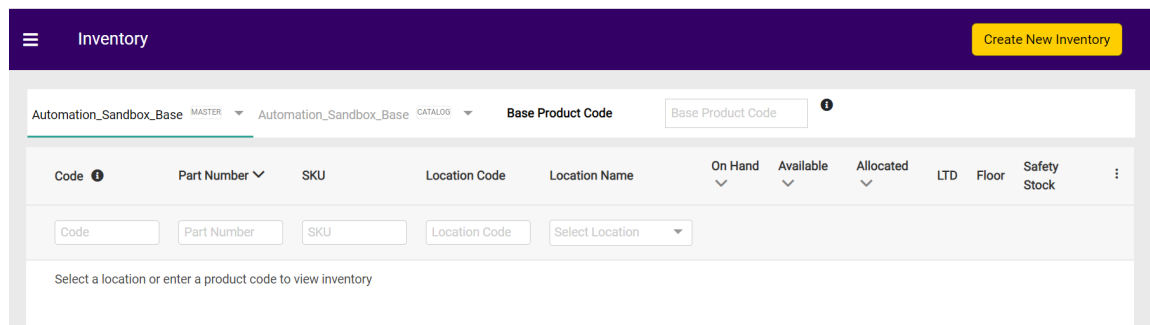 Inventory
Create New Inventory
Automation_Sandbox_Base MASTER Automation_Sandbox_Base CATALOG Base Product Code Base Product Code
Code Part Number SKU Location Code Location Name On Hand Available Allocated LTD Floor Safety Stock
Code Part Number SKU Location Code Select Location
Select a location or enter a product code to view inventory